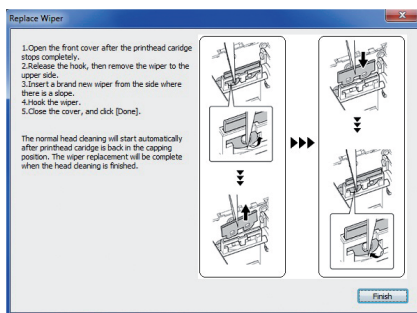 Replace Wiper
1.Open the front cover after the printhead caridge
stops completely.
2.Release the hook, then remove the wiper to the
upper side.
3.Insert a brand new wiper from the side where
there is a slope.
4.Hook the wiper.
5.Close the cover, and click [Done].
The normal head cleaning will start automatically
after printhead caridge is back in the capping
position. The wiper replacement will be complete
when the head cleaning is finished.
Finish